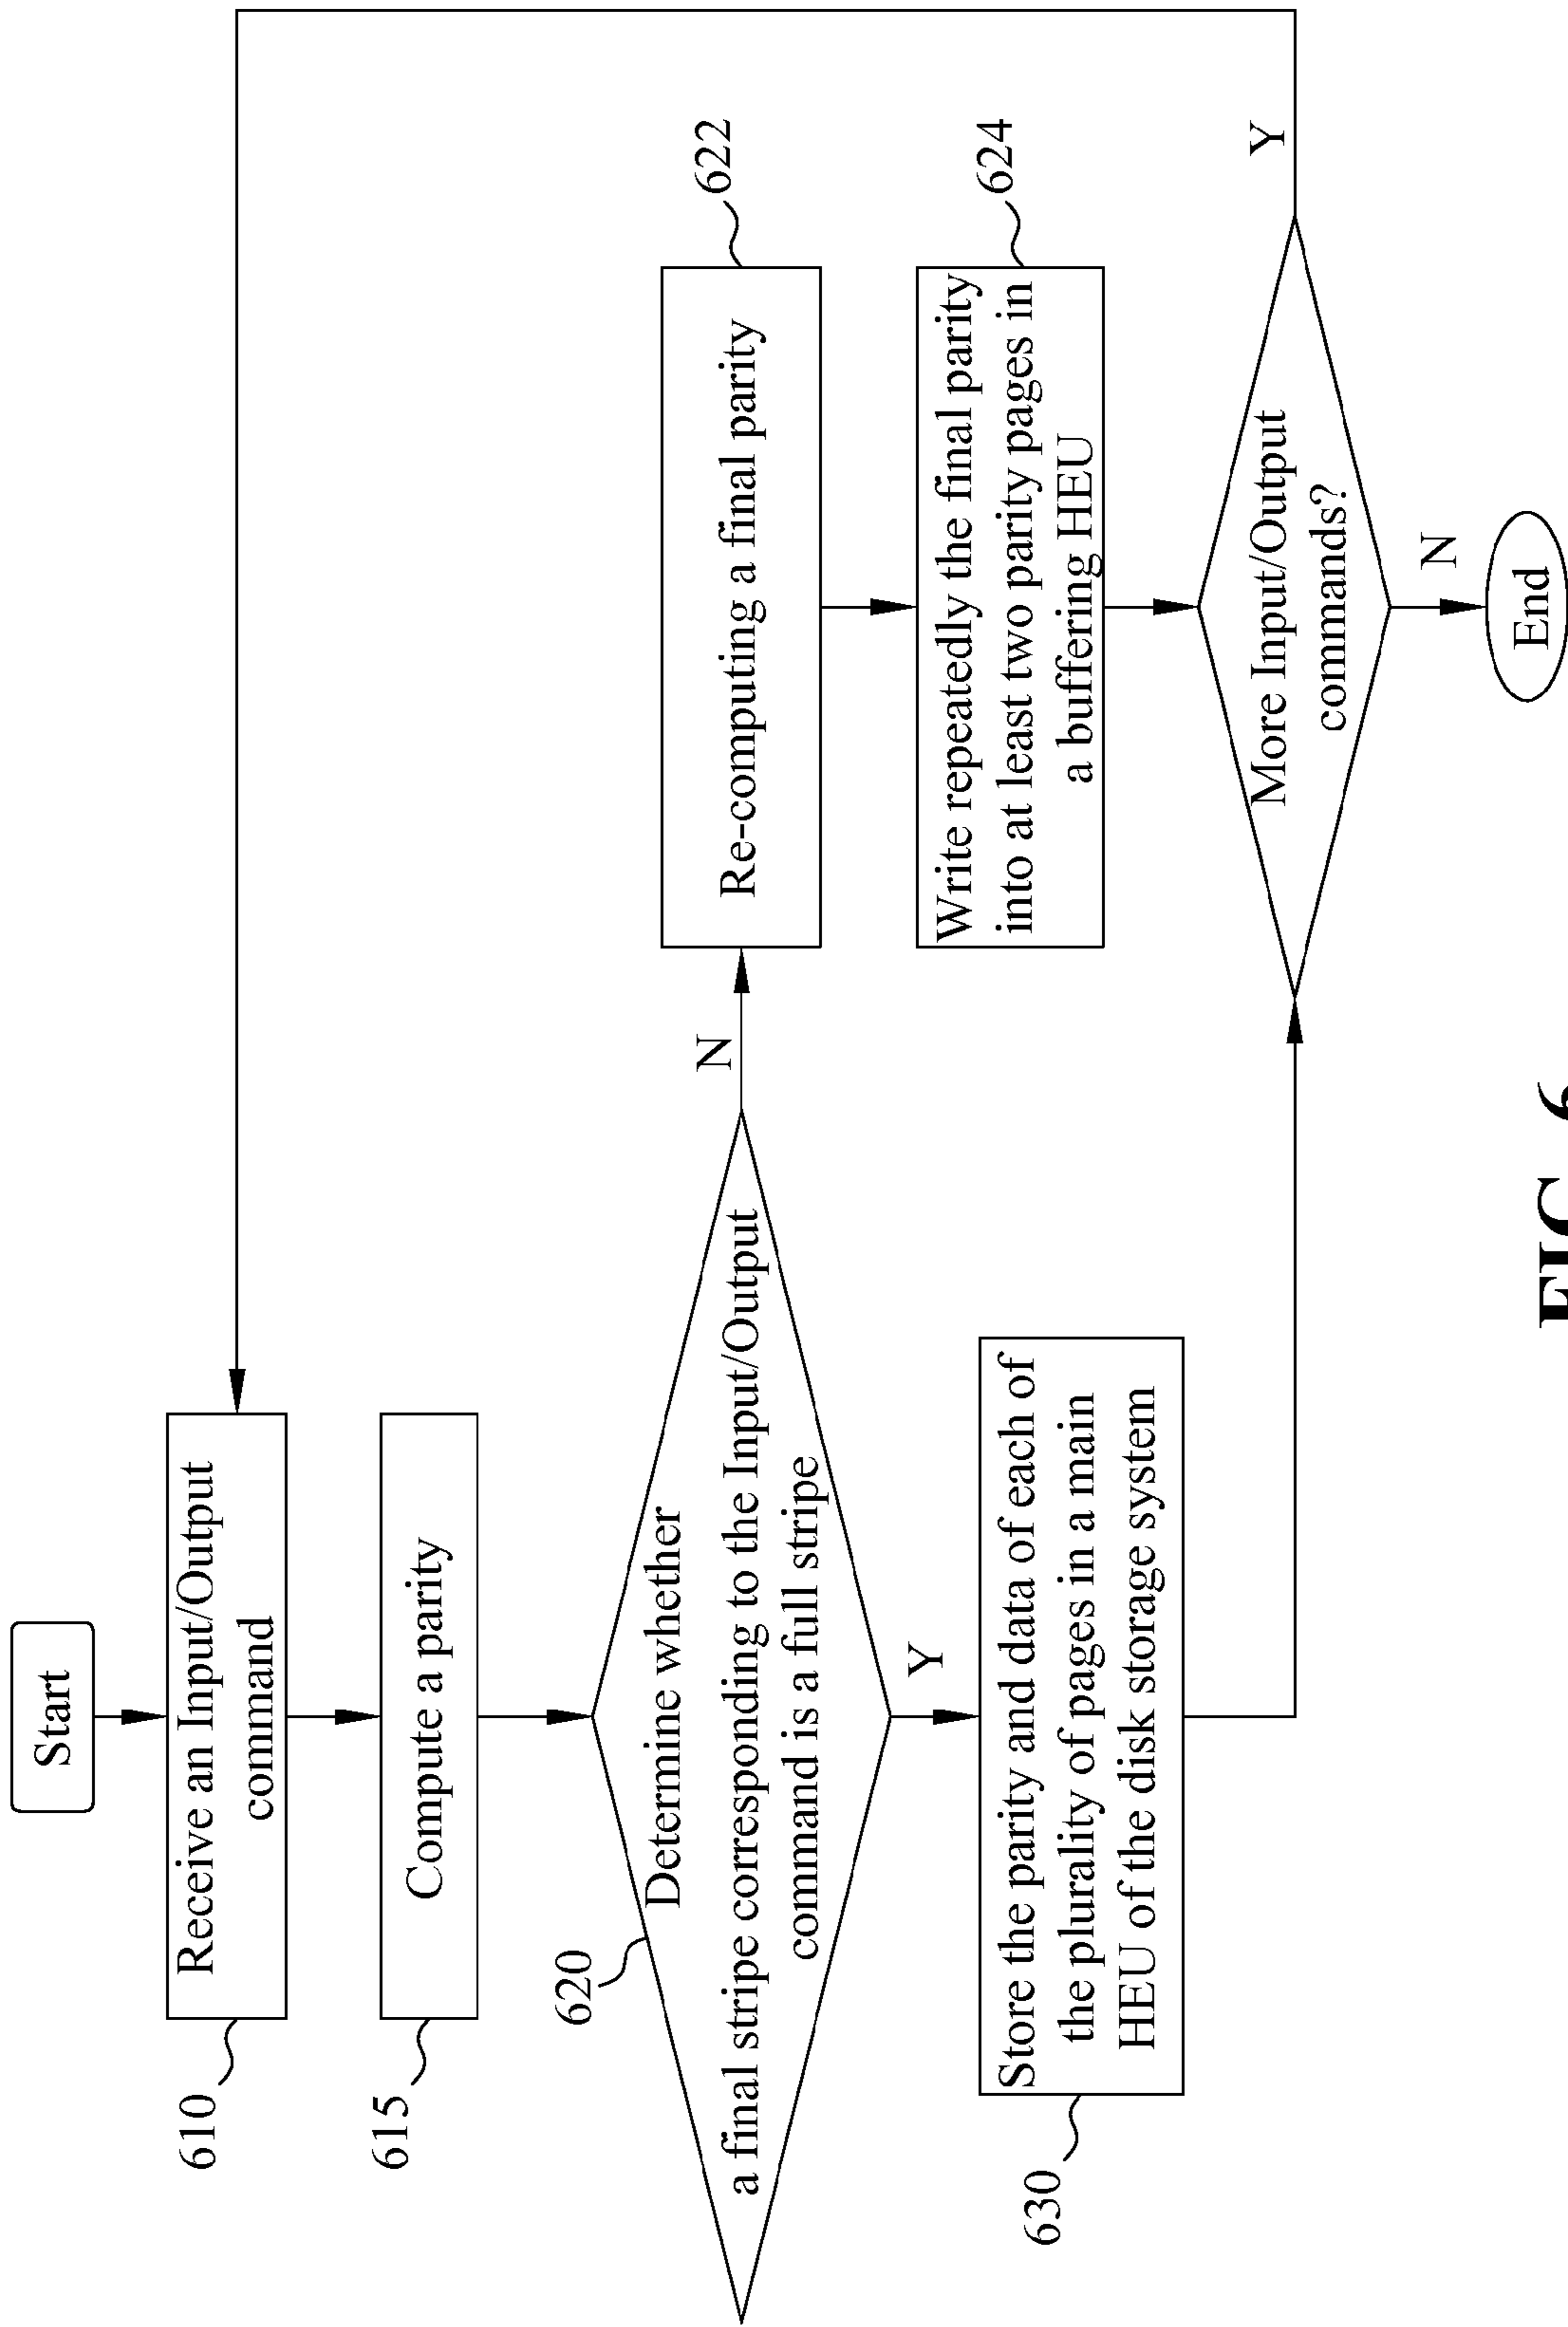 Start
Receive an Input/Output
command
610
Compute a parity
615
Determine whether
a final stripe corresponding to the Input/Output
command is a full stripe
620
N
Re-computing a final parity
622
Write repeatedly the final parity
into at least two parity pages in
a buffering HEU
624
Y
Store the parity and data of each of
the plurality of pages in a main
HEU of the disk storage system
630
More Input/Output
commands?
Y
N
End
FIG. 6